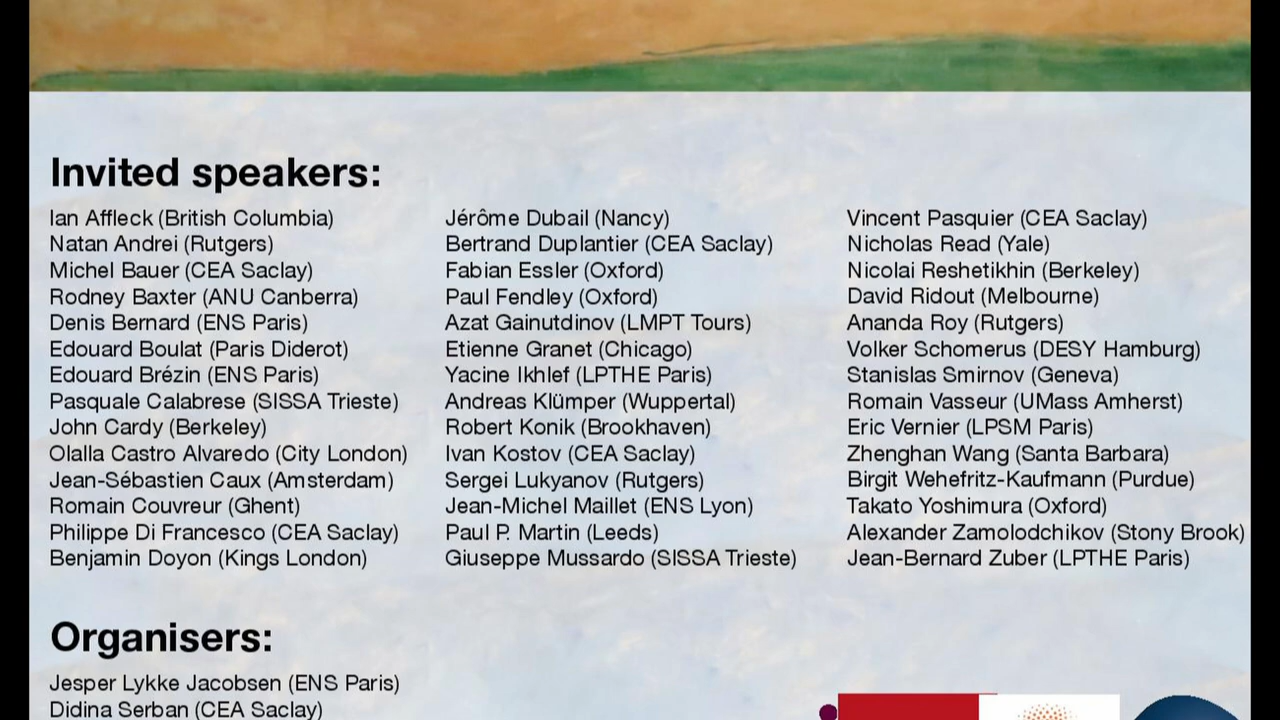 Invited speakers:
Ian Affleck (British Columbia)
Natan Andrei (Rutgers)
Michel Bauer (CEA Saclay)
Rodney Baxter (ANU Canberra)
Denis Bernard (ENS Paris)
Edouard Boulat (Paris Diderot)
Edouard Brézin (ENS Paris)
Pasquale Calabrese (SISSA Trieste)
John Cardy (Berkeley)
Olalla Castro Alvaredo (City London)
Jean-Sébastien Caux (Amsterdam)
Romain Couvreur (Ghent)
Philippe Di Francesco (CEA Saclay)
Benjamin Doyon (Kings London)
Jérôme Dubail (Nancy)
Bertrand Duplantier (CEA Saclay)
Fabian Essler (Oxford)
Paul Fendley (Oxford)
Azat Gainutdinov (LMPT Tours)
Etienne Granet (Chicago)
Yacine Ikhlef (LPTHE Paris)
Andreas Klümper (Wuppertal)
Robert Konik (Brookhaven)
Ivan Kostov (CEA Saclay)
Sergei Lukyanov (Rutgers)
Jean-Michel Maillet (ENS Lyon)
Paul P. Martin (Leeds)
Giuseppe Mussardo (SISSA Trieste)
Vincent Pasquier (CEA Saclay)
Nicholas Read (Yale)
Nicolai Reshetikhin (Berkeley)
David Ridout (Melbourne)
Ananda Roy (Rutgers)
Volker Schomerus (DESY Hamburg)
Stanislas Smirnov (Geneva)
Romain Vasseur (UMass Amherst)
Eric Vernier (LPSM Paris)
Zhenghan Wang (Santa Barbara)
Birgit Wehefritz-Kaufmann (Purdue)
Takato Yoshimura (Oxford)
Alexander Zamolodchikov (Stony Brook)
Jean-Bernard Zuber (LPTHE Paris)
Organisers:
Jesper Lykke Jacobsen (ENS Paris)
Didina Serban (CEA Saclay)